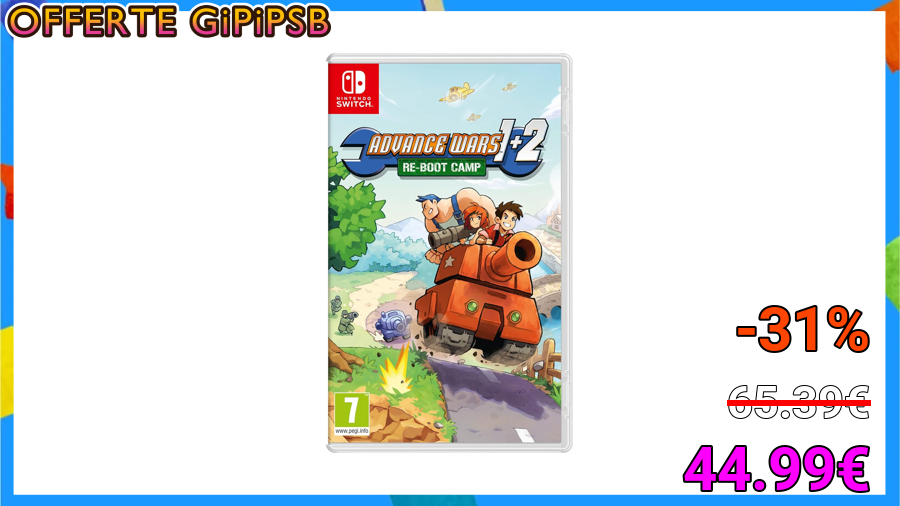 OFFERTE GiPiPSB
NINTENDO
SWITCH™
ADVANCE WARS 1+2
RE-BOOT CAMP
7
www.pegi.info
-31%
65.39€
44.99€